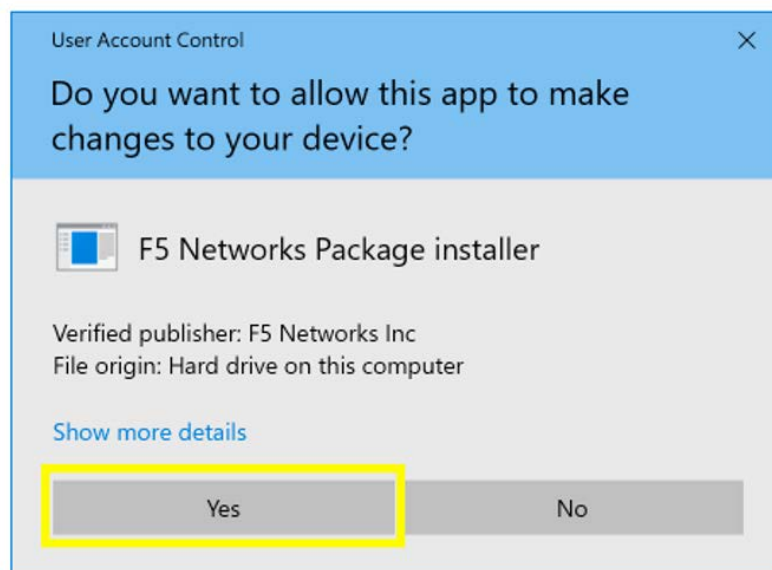 User Account Control
Do you want to allow this app to make
changes to your device?
F5 Networks Package installer
Verified publisher: F5 Networks Inc
File origin: Hard drive on this computer
Show more details
Yes
No